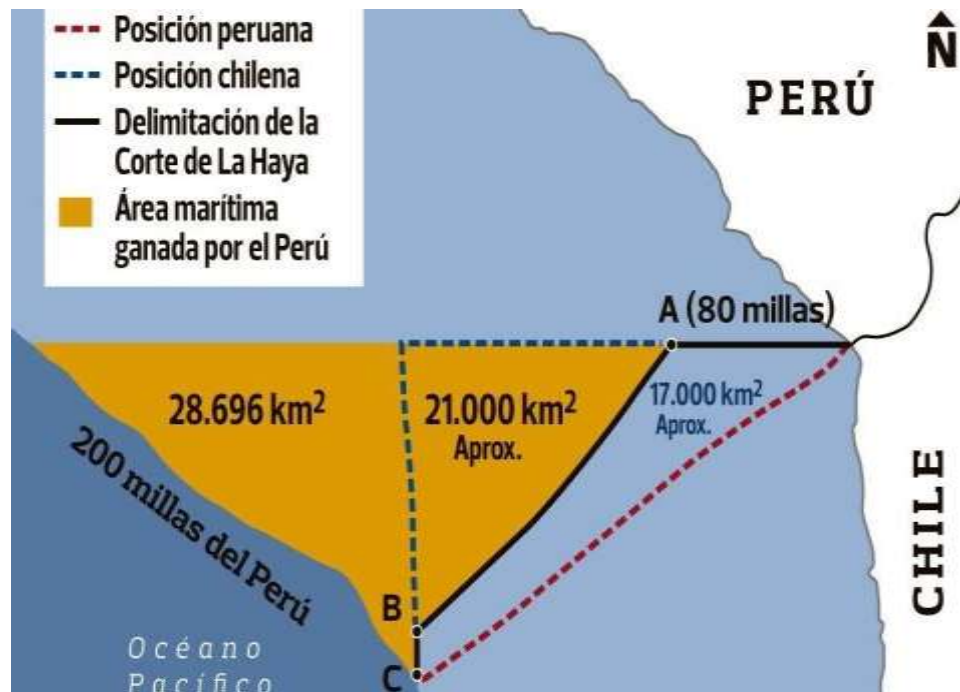 Posición peruana
Posición chilena
Delimitación de la
Corte de La Haya
Área marítima
ganada por el Perú
N
PERÚ
A (80 millas)
28.696 km²
21.000 km²
Aprox.
17.000 km²
Aprox.
200 millas del Perú
CHILE
B
C
Océano
Pacífico